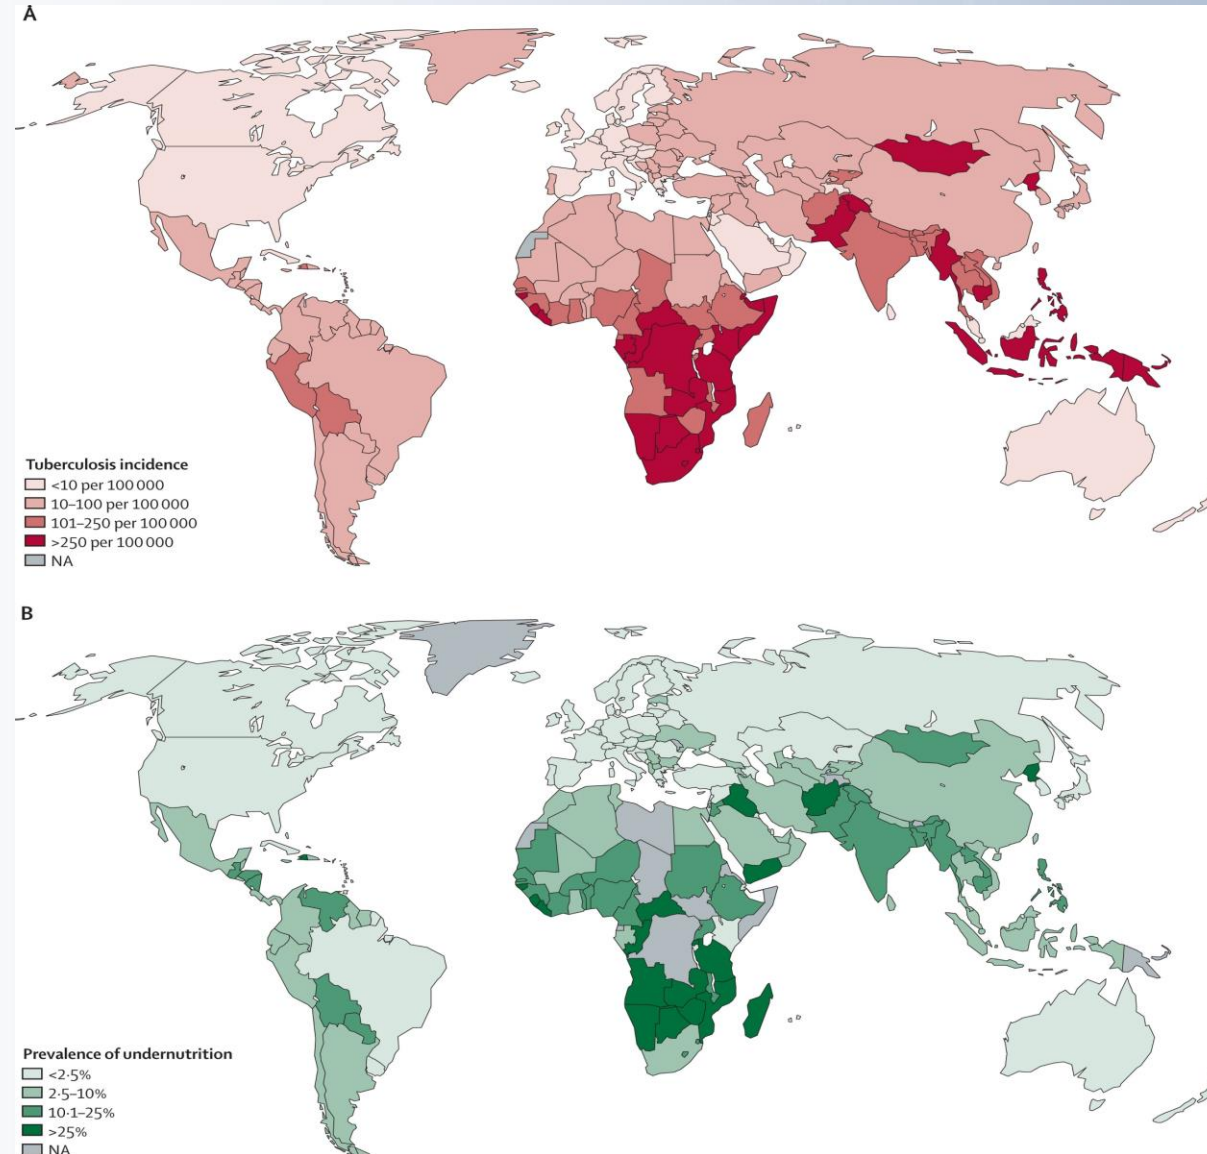 A
Tuberculosis incidence
<10 per 100 000
10–100 per 100 000
101–250 per 100 000
>250 per 100 000
NA
B
Prevalence of undernutrition
<2·5%
2·5–10%
10·1–25%
>25%
NA